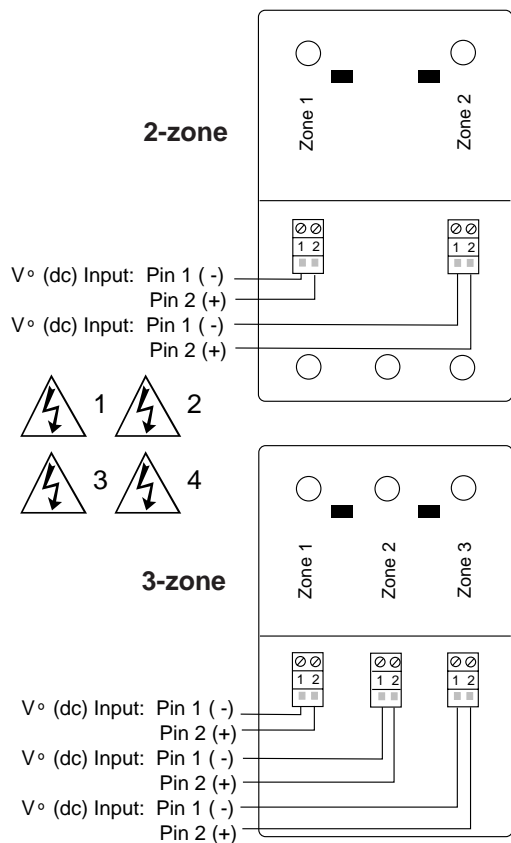 Zone 1
Zone 2
2-zone
1 2
1 2
V° (dc) Input: Pin 1 ( -)
Pin 2 (+)
V° (dc) Input: Pin 1 ( -)
Pin 2 (+)
1
2
3
4
Zone 1
Zone 2
Zone 3
3-zone
1 2
1 2
1 2
V° (dc) Input: Pin 1 ( -)
Pin 2 (+)
V° (dc) Input: Pin 1 ( -)
Pin 2 (+)
V° (dc) Input: Pin 1 ( -)
Pin 2 (+)